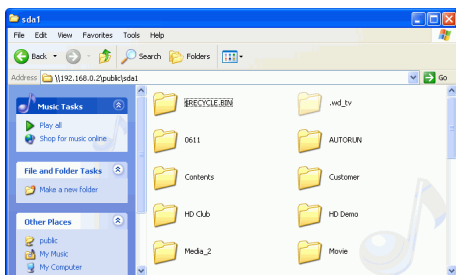 sda1
File Edit View Favorites Tools Help
Back Search Folders
Address \\192.168.0.2\public\sda1 Go
Music Tasks
Play all
Shop for music online
File and Folder Tasks
Make a new folder
Other Places
public
My Music
My Computer
$RECYCLE.BIN .wd_tv
0611 AUTORUN
Contents Customer
HD Club HD Demo
Media_2 Movie